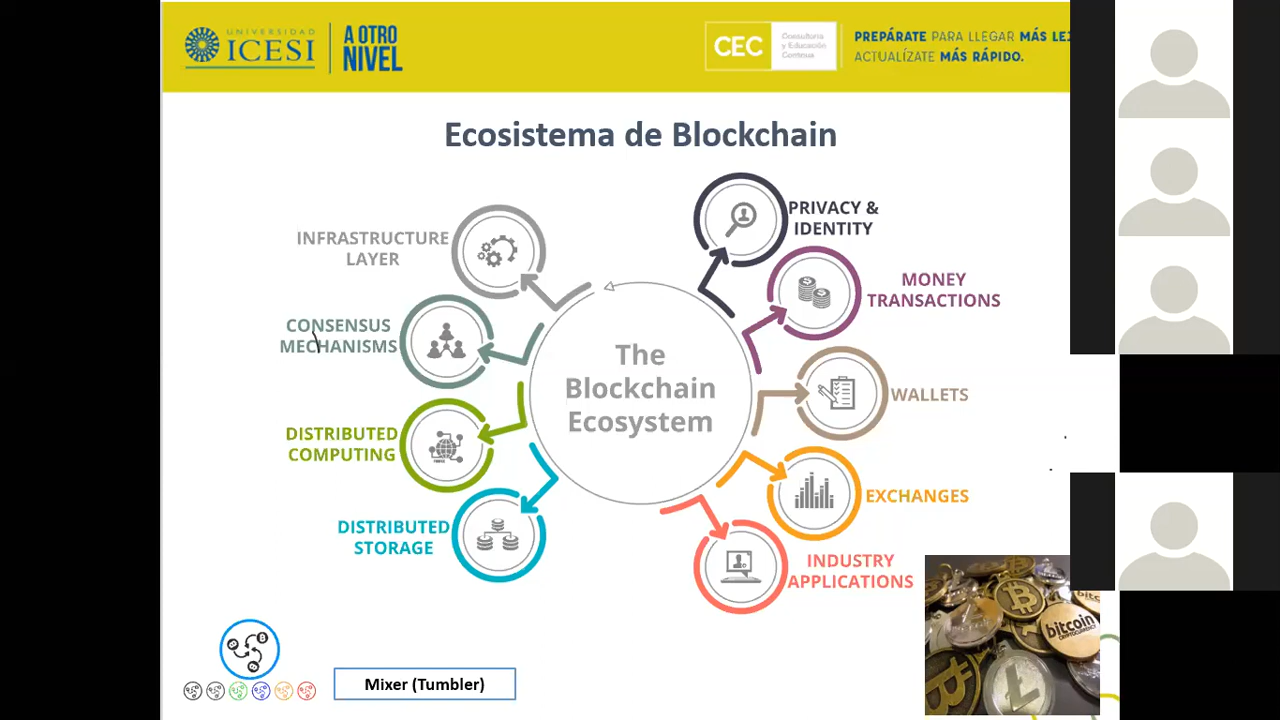 UNIVERSIDAD
ICESI
A OTRO
NIVEL
CEC
Consultoría
y Educación
Continua
PREPÁRATE PARA LLEGAR MÁS
ACTUALÍZATE MÁS RÁPIDO.
Ecosistema de Blockchain
INFRASTRUCTURE
LAYER
CONSENSUS
MECHANISMS
DISTRIBUTED
COMPUTING
DISTRIBUTED
STORAGE
The
Blockchain
Ecosystem
PRIVACY &
IDENTITY
MONEY
TRANSACTIONS
WALLETS
EXCHANGES
INDUSTRY
APPLICATIONS
Mixer (Tumbler)
bitcoin